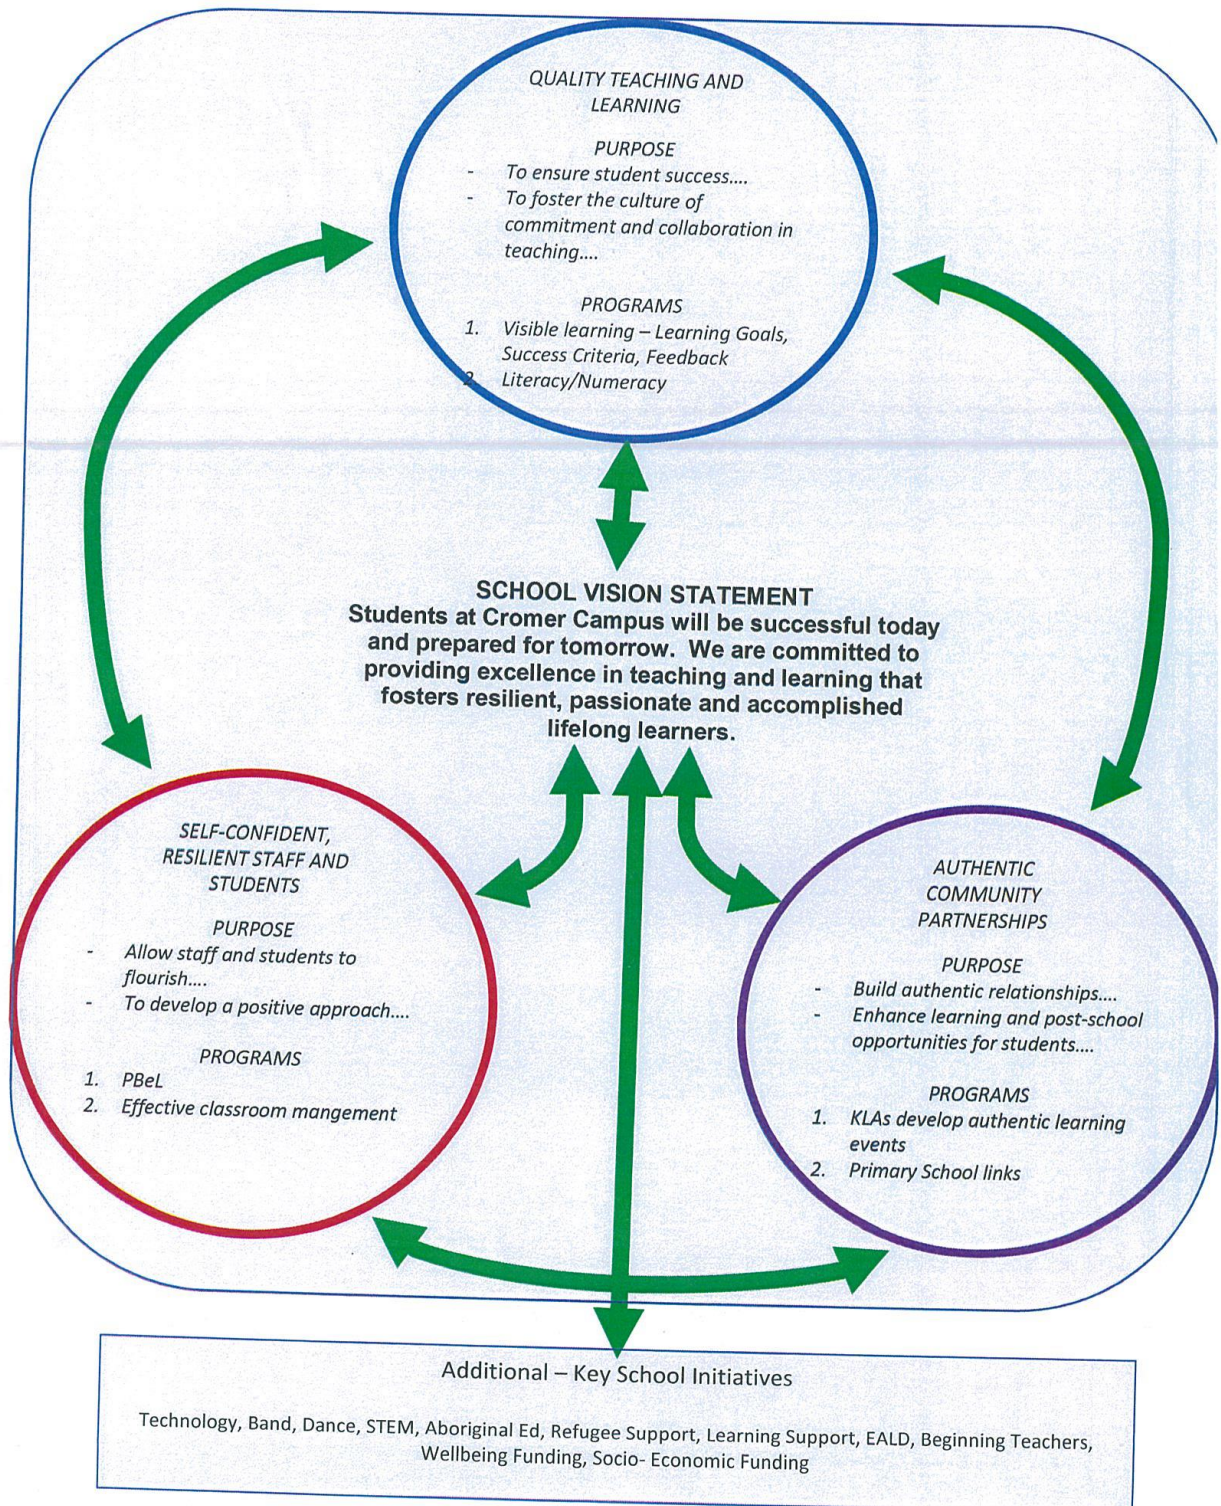 QUALITY TEACHING AND
LEARNING
PURPOSE
- To ensure student success....
- To foster the culture of
commitment and collaboration in
teaching....
PROGRAMS
1. Visible learning – Learning Goals,
Success Criteria, Feedback
2. Literacy/Numeracy
SCHOOL VISION STATEMENT
Students at Cromer Campus will be successful today
and prepared for tomorrow. We are committed to
providing excellence in teaching and learning that
fosters resilient, passionate and accomplished
lifelong learners.
SELF-CONFIDENT,
RESILIENT STAFF AND
STUDENTS
PURPOSE
- Allow staff and students to
flourish....
- To develop a positive approach....
PROGRAMS
1. PBeL
2. Effective classroom mangement
AUTHENTIC
COMMUNITY
PARTNERSHIPS
PURPOSE
- Build authentic relationships....
- Enhance learning and post-school
opportunities for students....
PROGRAMS
1. KLAs develop authentic learning
events
2. Primary School links
Additional – Key School Initiatives
Technology, Band, Dance, STEM, Aboriginal Ed, Refugee Support, Learning Support, EALD, Beginning Teachers,
Wellbeing Funding, Socio- Economic Funding